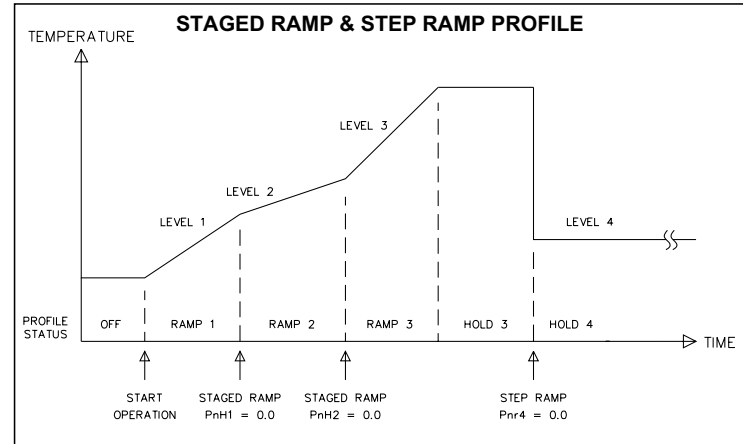 STAGED RAMP & STEP RAMP PROFILE
TEMPERATURE
LEVEL 3
LEVEL 2
LEVEL 1
LEVEL 4
PROFILE
STATUS
OFF
RAMP 1
RAMP 2
RAMP 3
HOLD 3
HOLD 4
TIME
START
OPERATION
STAGED RAMP
PnH1 = 0.0
STAGED RAMP
PnH2 = 0.0
STEP RAMP
Pnr4 = 0.0